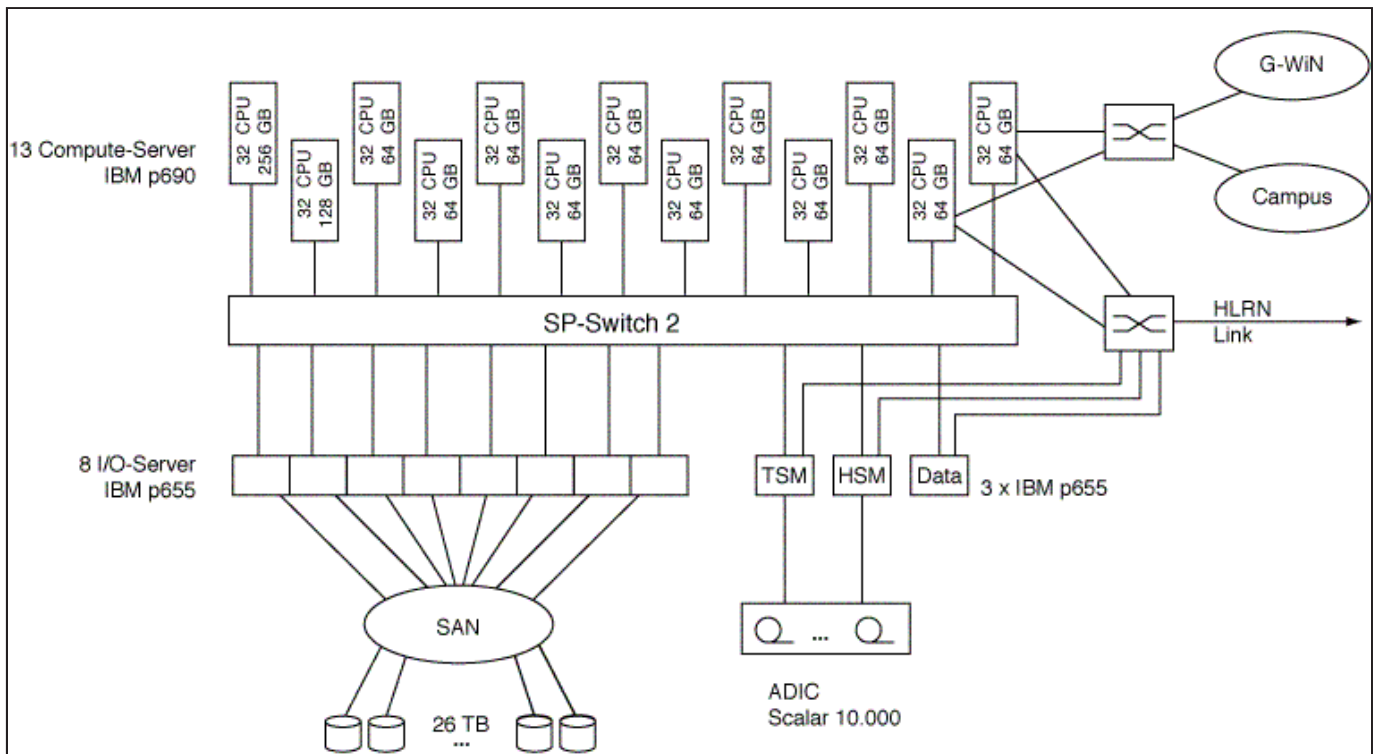 G-WiN
13 Compute-Server
IBM p690
32 CPU
256 GB
32 CPU
128 GB
32 CPU
64 GB
32 CPU
64 GB
32 CPU
64 GB
32 CPU
64 GB
32 CPU
64 GB
32 CPU
64 GB
32 CPU
64 GB
32 CPU
64 GB
32 CPU
64 GB
32 CPU
64 GB
32 CPU
64 GB
Campus
SP-Switch 2
HLRN
Link
8 I/O-Server
IBM p655
TSM
HSM
Data
3 x IBM p655
SAN
...
26 TB
...
ADIC
Scalar 10.000